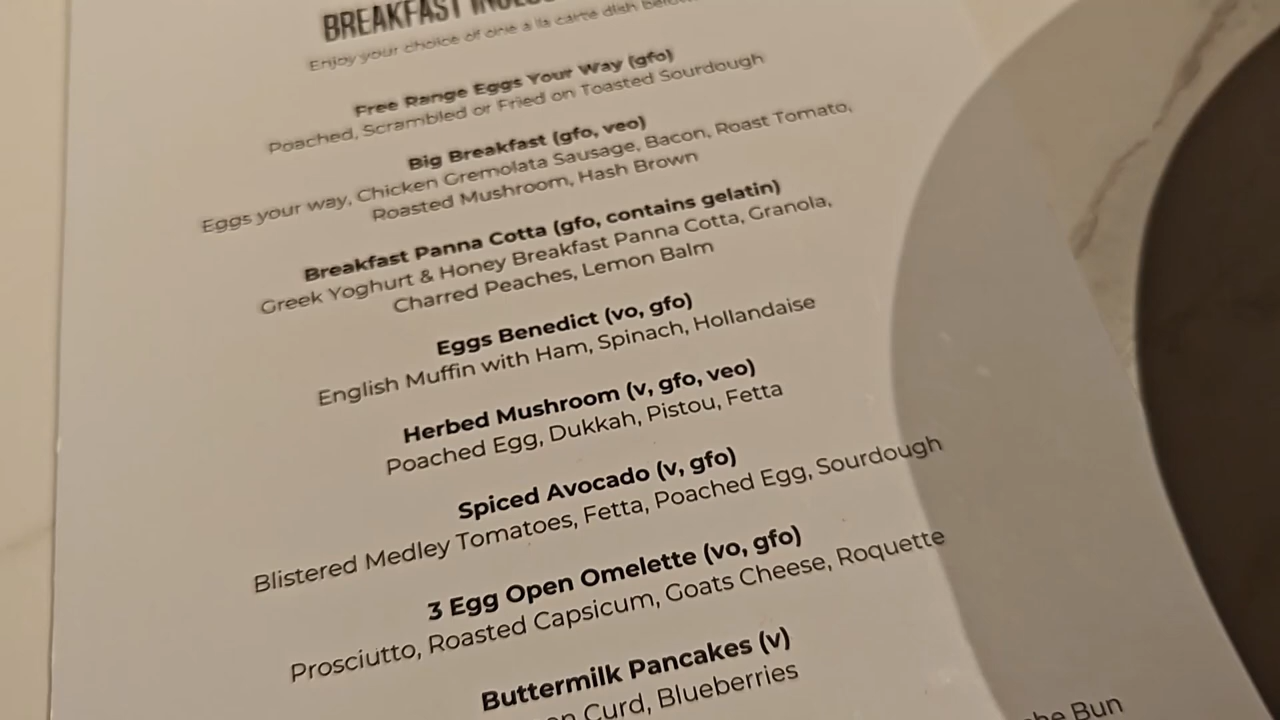 BREAKFAST
Enjoy your choice of one a la carte dish below
Free Range Eggs Your Way (gfo)
Poached, Scrambled or Fried on Toasted Sourdough
Big Breakfast (gfo, veo)
Eggs your way, Chicken Gremolata Sausage, Bacon, Roast Tomato,
Roasted Mushroom, Hash Brown
Breakfast Panna Cotta (gfo, contains gelatin)
Greek Yoghurt & Honey Breakfast Panna Cotta, Granola,
Charred Peaches, Lemon Balm
Eggs Benedict (vo, gfo)
English Muffin with Ham, Spinach, Hollandaise
Herbed Mushroom (v, gfo, veo)
Poached Egg, Dukkah, Pistou, Fetta
Spiced Avocado (v, gfo)
Blistered Medley Tomatoes, Fetta, Poached Egg, Sourdough
3 Egg Open Omelette (vo, gfo)
Prosciutto, Roasted Capsicum, Goats Cheese, Roquette
Buttermilk Pancakes (v)
Curd, Blueberries
Bun